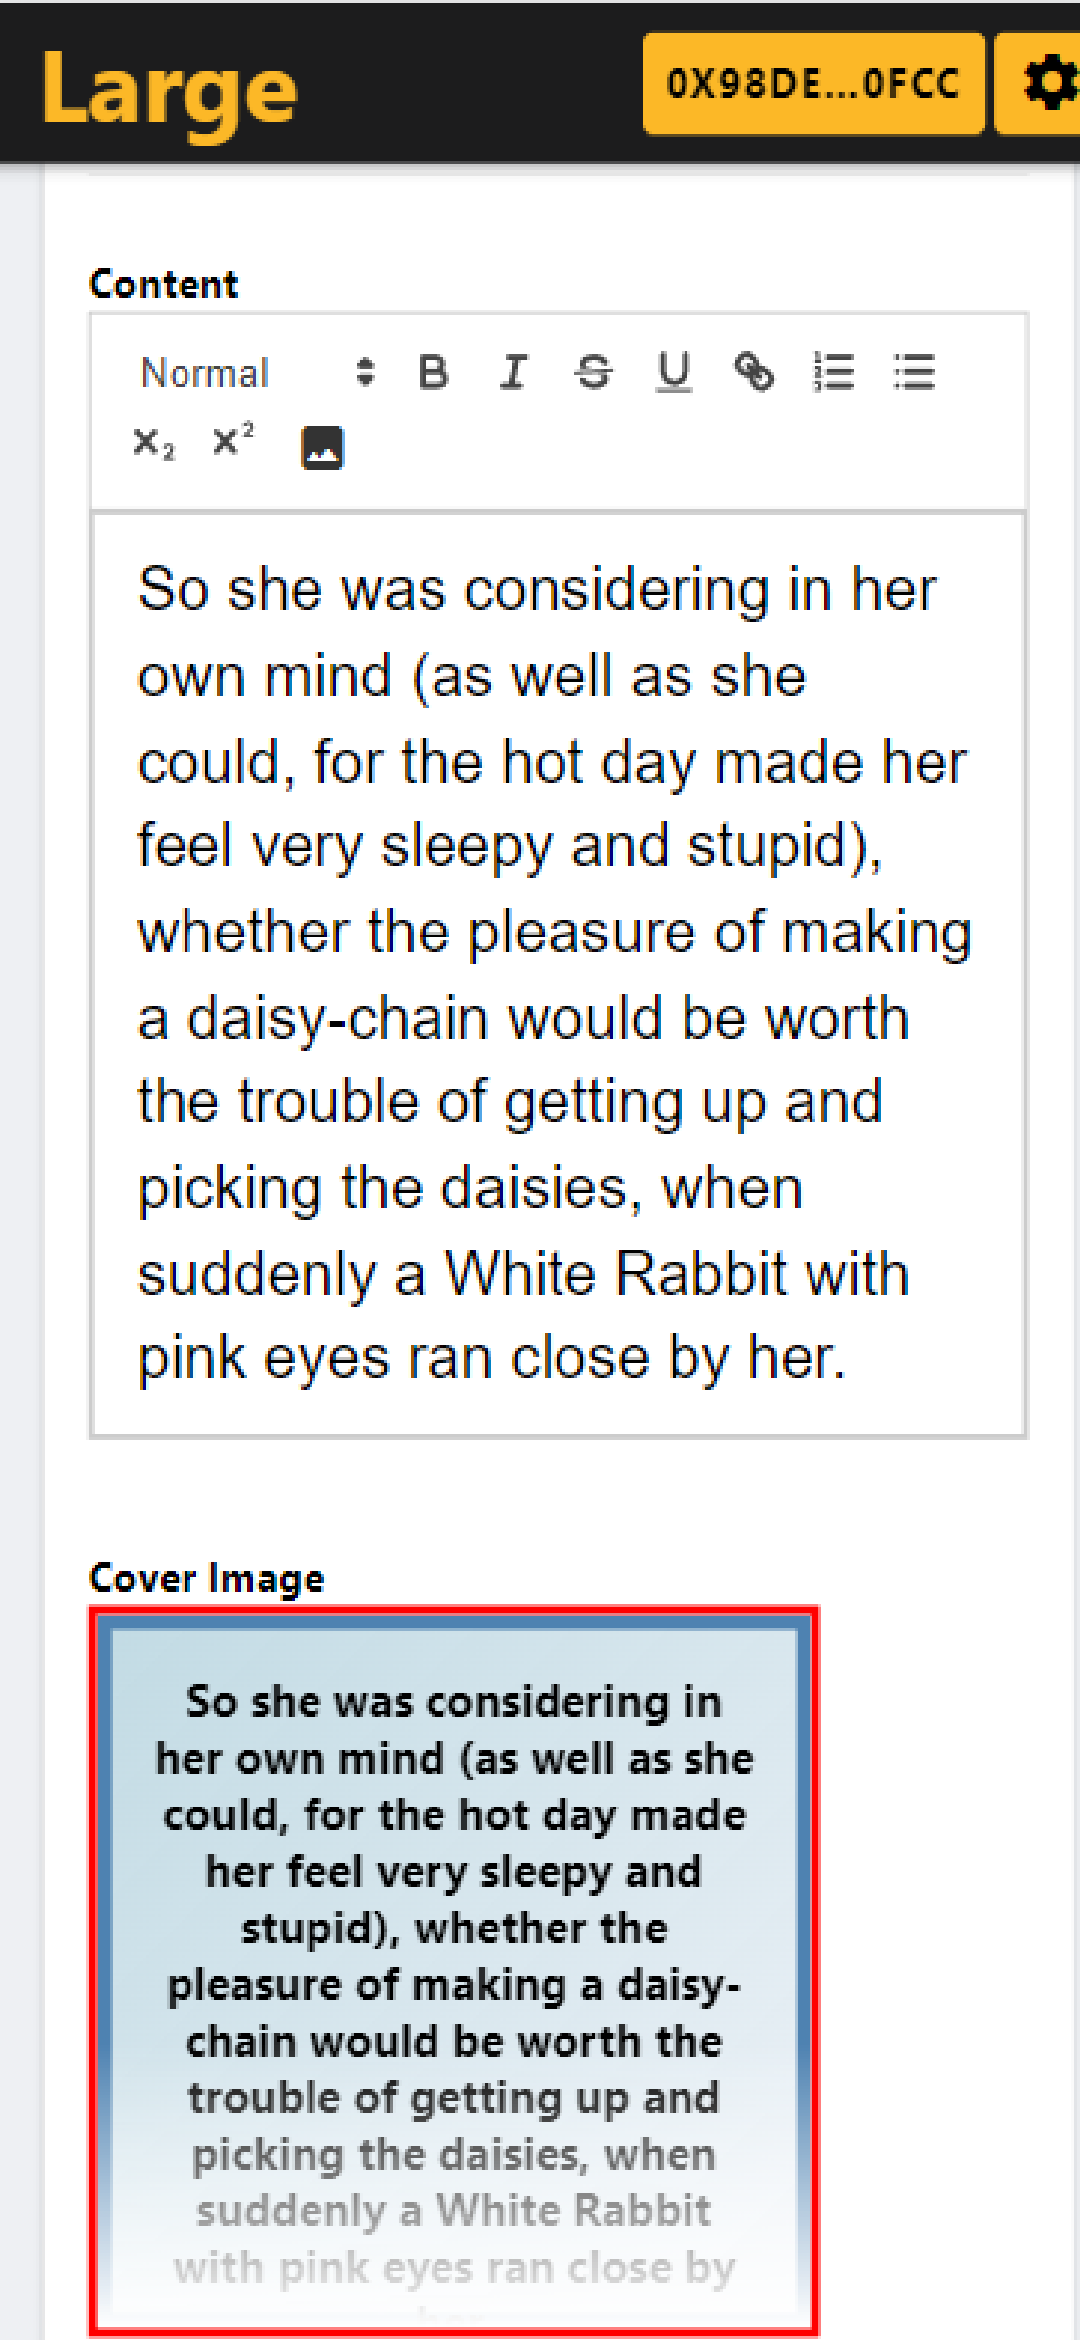 Large
0X98DE...0FCC
Content
Normal
So she was considering in her
own mind (as well as she
could, for the hot day made her
feel very sleepy and stupid),
whether the pleasure of making
a daisy-chain would be worth
the trouble of getting up and
picking the daisies, when
suddenly a White Rabbit with
pink eyes ran close by her.
Cover Image
So she was considering in
her own mind (as well as she
could, for the hot day made
her feel very sleepy and
stupid), whether the
pleasure of making a daisy-
chain would be worth the
trouble of getting up and
picking the daisies, when
suddenly a White Rabbit
with pink eyes ran close by